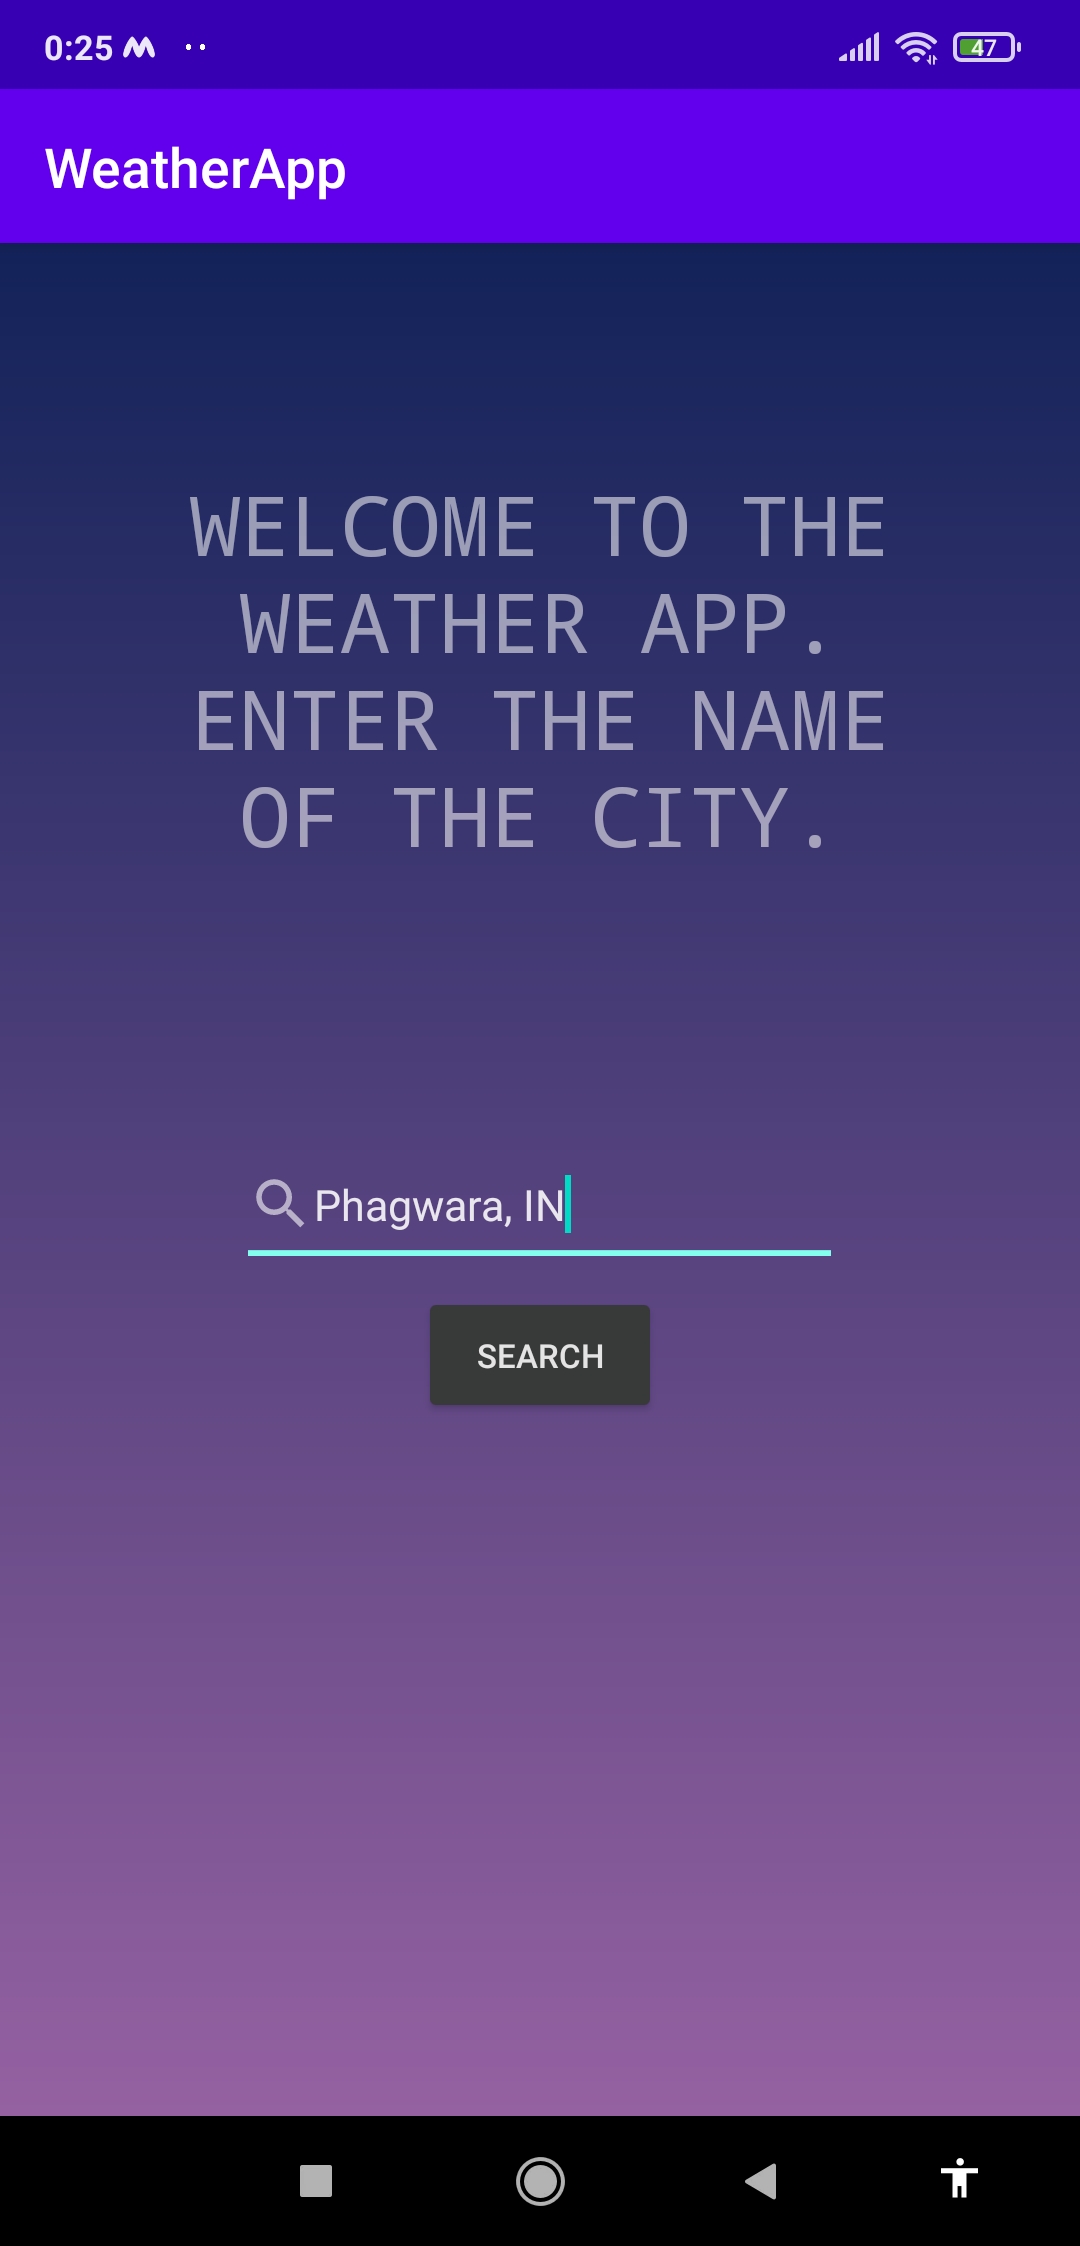 0:25
47
WeatherApp
WELCOME TO THE
WEATHER APP.
ENTER THE NAME
OF THE CITY.
Phagwara, IN
SEARCH